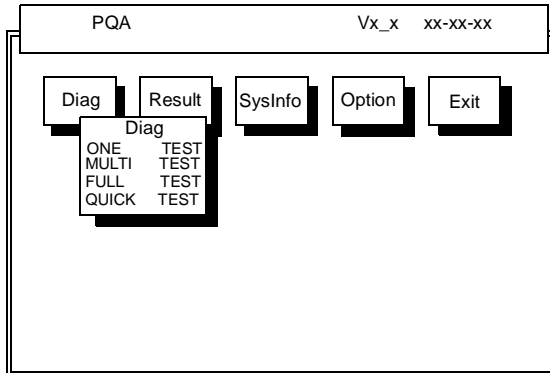 PQA Vx_x xx-xx-xx
Diag Result SysInfo Option Exit
Diag
ONE TEST
MULTI TEST
FULL TEST
QUICK TEST